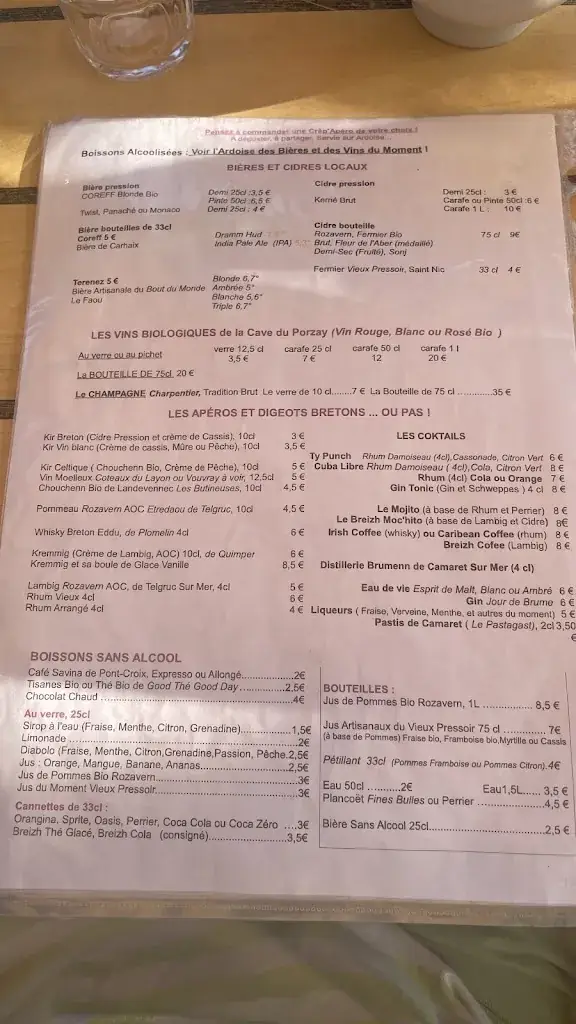 Pensez à commander une Crêp'Apéro de votre choix !
A déguster, à partager, Servie sur Ardoise...
Boissons Alcoolisées : Voir l'Ardoise des Bières et des Vins du Moment !
BIÈRES ET CIDRES LOCAUX
Bière pression
COREFF Blonde Bio Demi 25cl :3,5 €
Pinte 50cl :6,5 €
Twist, Panaché ou Monaco Demi 25cl : 4 €
Bière bouteilles de 33cl
Coreff 5 € Dramm Hud
Bière de Carhaix India Pale Ale (IPA)
Terenez 5 € Blonde 6,7°
Bière Artisanale du Bout du Monde Ambrée 5°
Le Faou Blanche 5,6°
Triple 6,7°
Cidre pression
Demi 25cl : 3 €
Kerné Brut Carafe ou Pinte 50cl :6 €
Carafe 1 L : 10 €
Cidre bouteille
Rozavern, Fermier Bio 75 cl 9€
Brut, Fleur de l'Aber (médaillé)
Demi-Sec (Fruité), Sonj
Fermier Vieux Pressoir, Saint Nic 33 cl 4 €
LES VINS BIOLOGIQUES de la Cave du Porzay (Vin Rouge, Blanc ou Rosé Bio )
Au verre ou au pichet verre 12,5 cl carafe 25 cl carafe 50 cl carafe 1 l
3,5 € 7 € 12 20 €
La BOUTEILLE DE 75cl 20 €
Le CHAMPAGNE Charpentier, Tradition Brut Le verre de 10 cl........7 € La Bouteille de 75 cl .............35 €
LES APÉROS ET DIGEOTS BRETONS ... OU PAS !
Kir Breton (Cidre Pression et crème de Cassis), 10cl 3 €
Kir Vin blanc (Crème de cassis, Mûre ou Pêche), 10cl 3,5 €
Kir Celtique ( Chouchenn Bio, Crème de Pêche), 10cl 5 €
Vin Moelleux Coteaux du Layon ou Vouvray à voir, 12,5cl 5 €
Chouchenn Bio de Landevennec Les Butineuses, 10cl 4,5 €
Pommeau Rozavern AOC Etredaou de Telgruc, 10cl 4,5 €
Whisky Breton Eddu, de Plomelin 4cl 6 €
Kremmig (Crème de Lambig, AOC) 10cl, de Quimper 6 €
Kremmig et sa boule de Glace Vanille 8,5 €
Lambig Rozavern AOC, de Telgruc Sur Mer, 4cl 5 €
Rhum Vieux 4cl 6 €
Rhum Arrangé 4cl 4 €
LES COKTAILS
Ty Punch Rhum Damoiseau (4cl),Cassonade, Citron Vert 6 €
Cuba Libre Rhum Damoiseau ( 4cl),Cola, Citron Vert 8 €
Rhum (4cl) Cola ou Orange 7 €
Gin Tonic (Gin et Schweppes ) 4 cl 8 €
Le Mojito (à base de Rhum et Perrier) 8 €
Le Breizh Moc'hito (à base de Lambig et Cidre) 8€
Irish Coffee (whisky) ou Caribean Coffee (rhum) 8 €
Breizh Cofee (Lambig) 8 €
Distillerie Brumenn de Camaret Sur Mer (4 cl)
Eau de vie Esprit de Malt, Blanc ou Ambré 6 €
Gin Jour de Brume 6 €
Liqueurs ( Fraise, Verveine, Menthe, et autres du moment) 5 €
Pastis de Camaret ( Le Pastagast), 2cl 3,50
€
BOISSONS SANS ALCOOL
Café Savina de Pont-Croix, Expresso ou Allongé..................2€
Tisanes Bio ou Thé Bio de Good Thé Good Day...............2,5€
Chocolat Chaud .......................................................4€
Au verre, 25cl
Sirop à l'eau (Fraise, Menthe, Citron, Grenadine)................1,5€
Limonade ...............................................................2€
Diabolo (Fraise, Menthe, Citron,Grenadine,Passion, Pêche.2,5€
Jus : Orange, Mangue, Banane, Ananas...........................2,5€
Jus de Pommes Bio Rozavern.......................................3€
Jus du Moment Vieux Pressoir......................................3€
Cannettes de 33cl :
Orangina, Sprite, Oasis, Perrier, Coca Cola ou Coca Zéro ....3€
Breizh Thé Glacé, Breizh Cola (consigné).......................3,5€
BOUTEILLES :
Jus de Pommes Bio Rozavern, 1L ................. 8,5 €
Jus Artisanaux du Vieux Pressoir 75 cl .............7€
(à base de Pommes) Fraise bio, Framboise bio,Myrtille ou Cassis
Pétillant 33cl (Pommes Framboise ou Pommes Citron).4€
Eau 50cl ..........2€ Eau1,5L...... 3,5 €
Plancoët Fines Bulles ou Perrier ....................4,5 €
Bière Sans Alcool 25cl.................................2,5 €